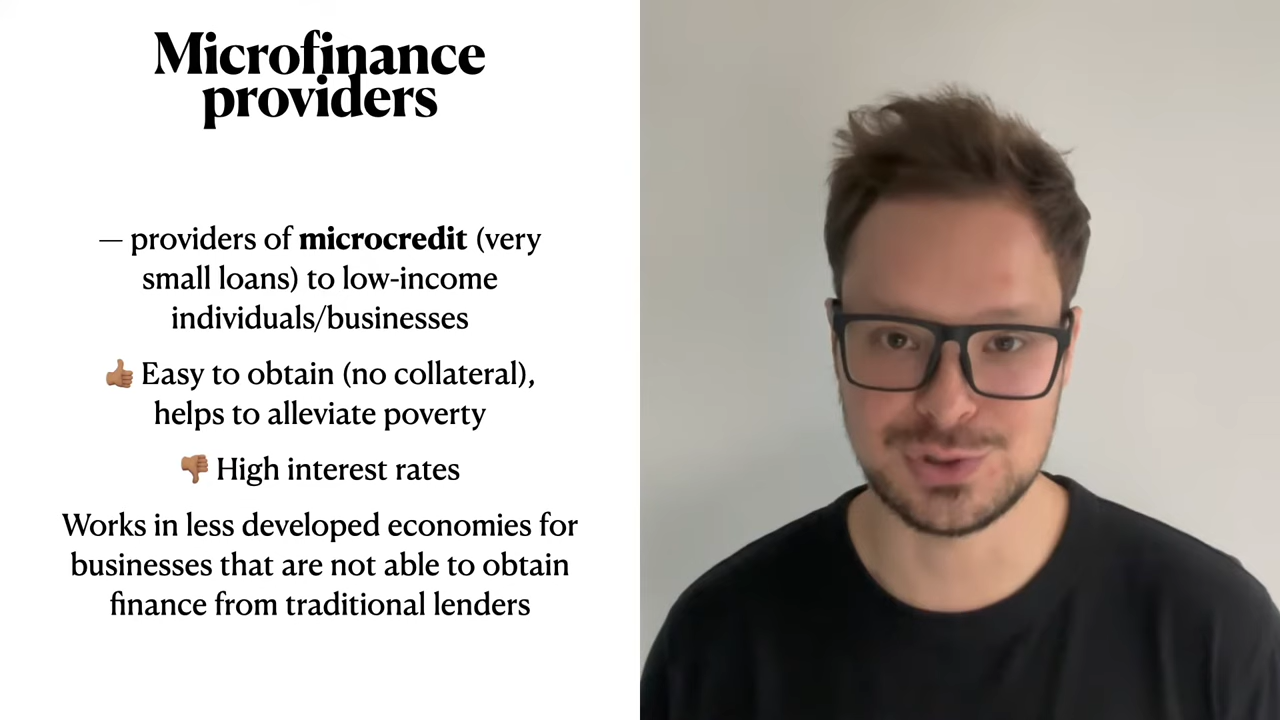 Microfinance
providers
— providers of microcredit (very
small loans) to low-income
individuals/businesses
👍🏽 Easy to obtain (no collateral),
helps to alleviate poverty
👎🏽 High interest rates
Works in less developed economies for
businesses that are not able to obtain
finance from traditional lenders